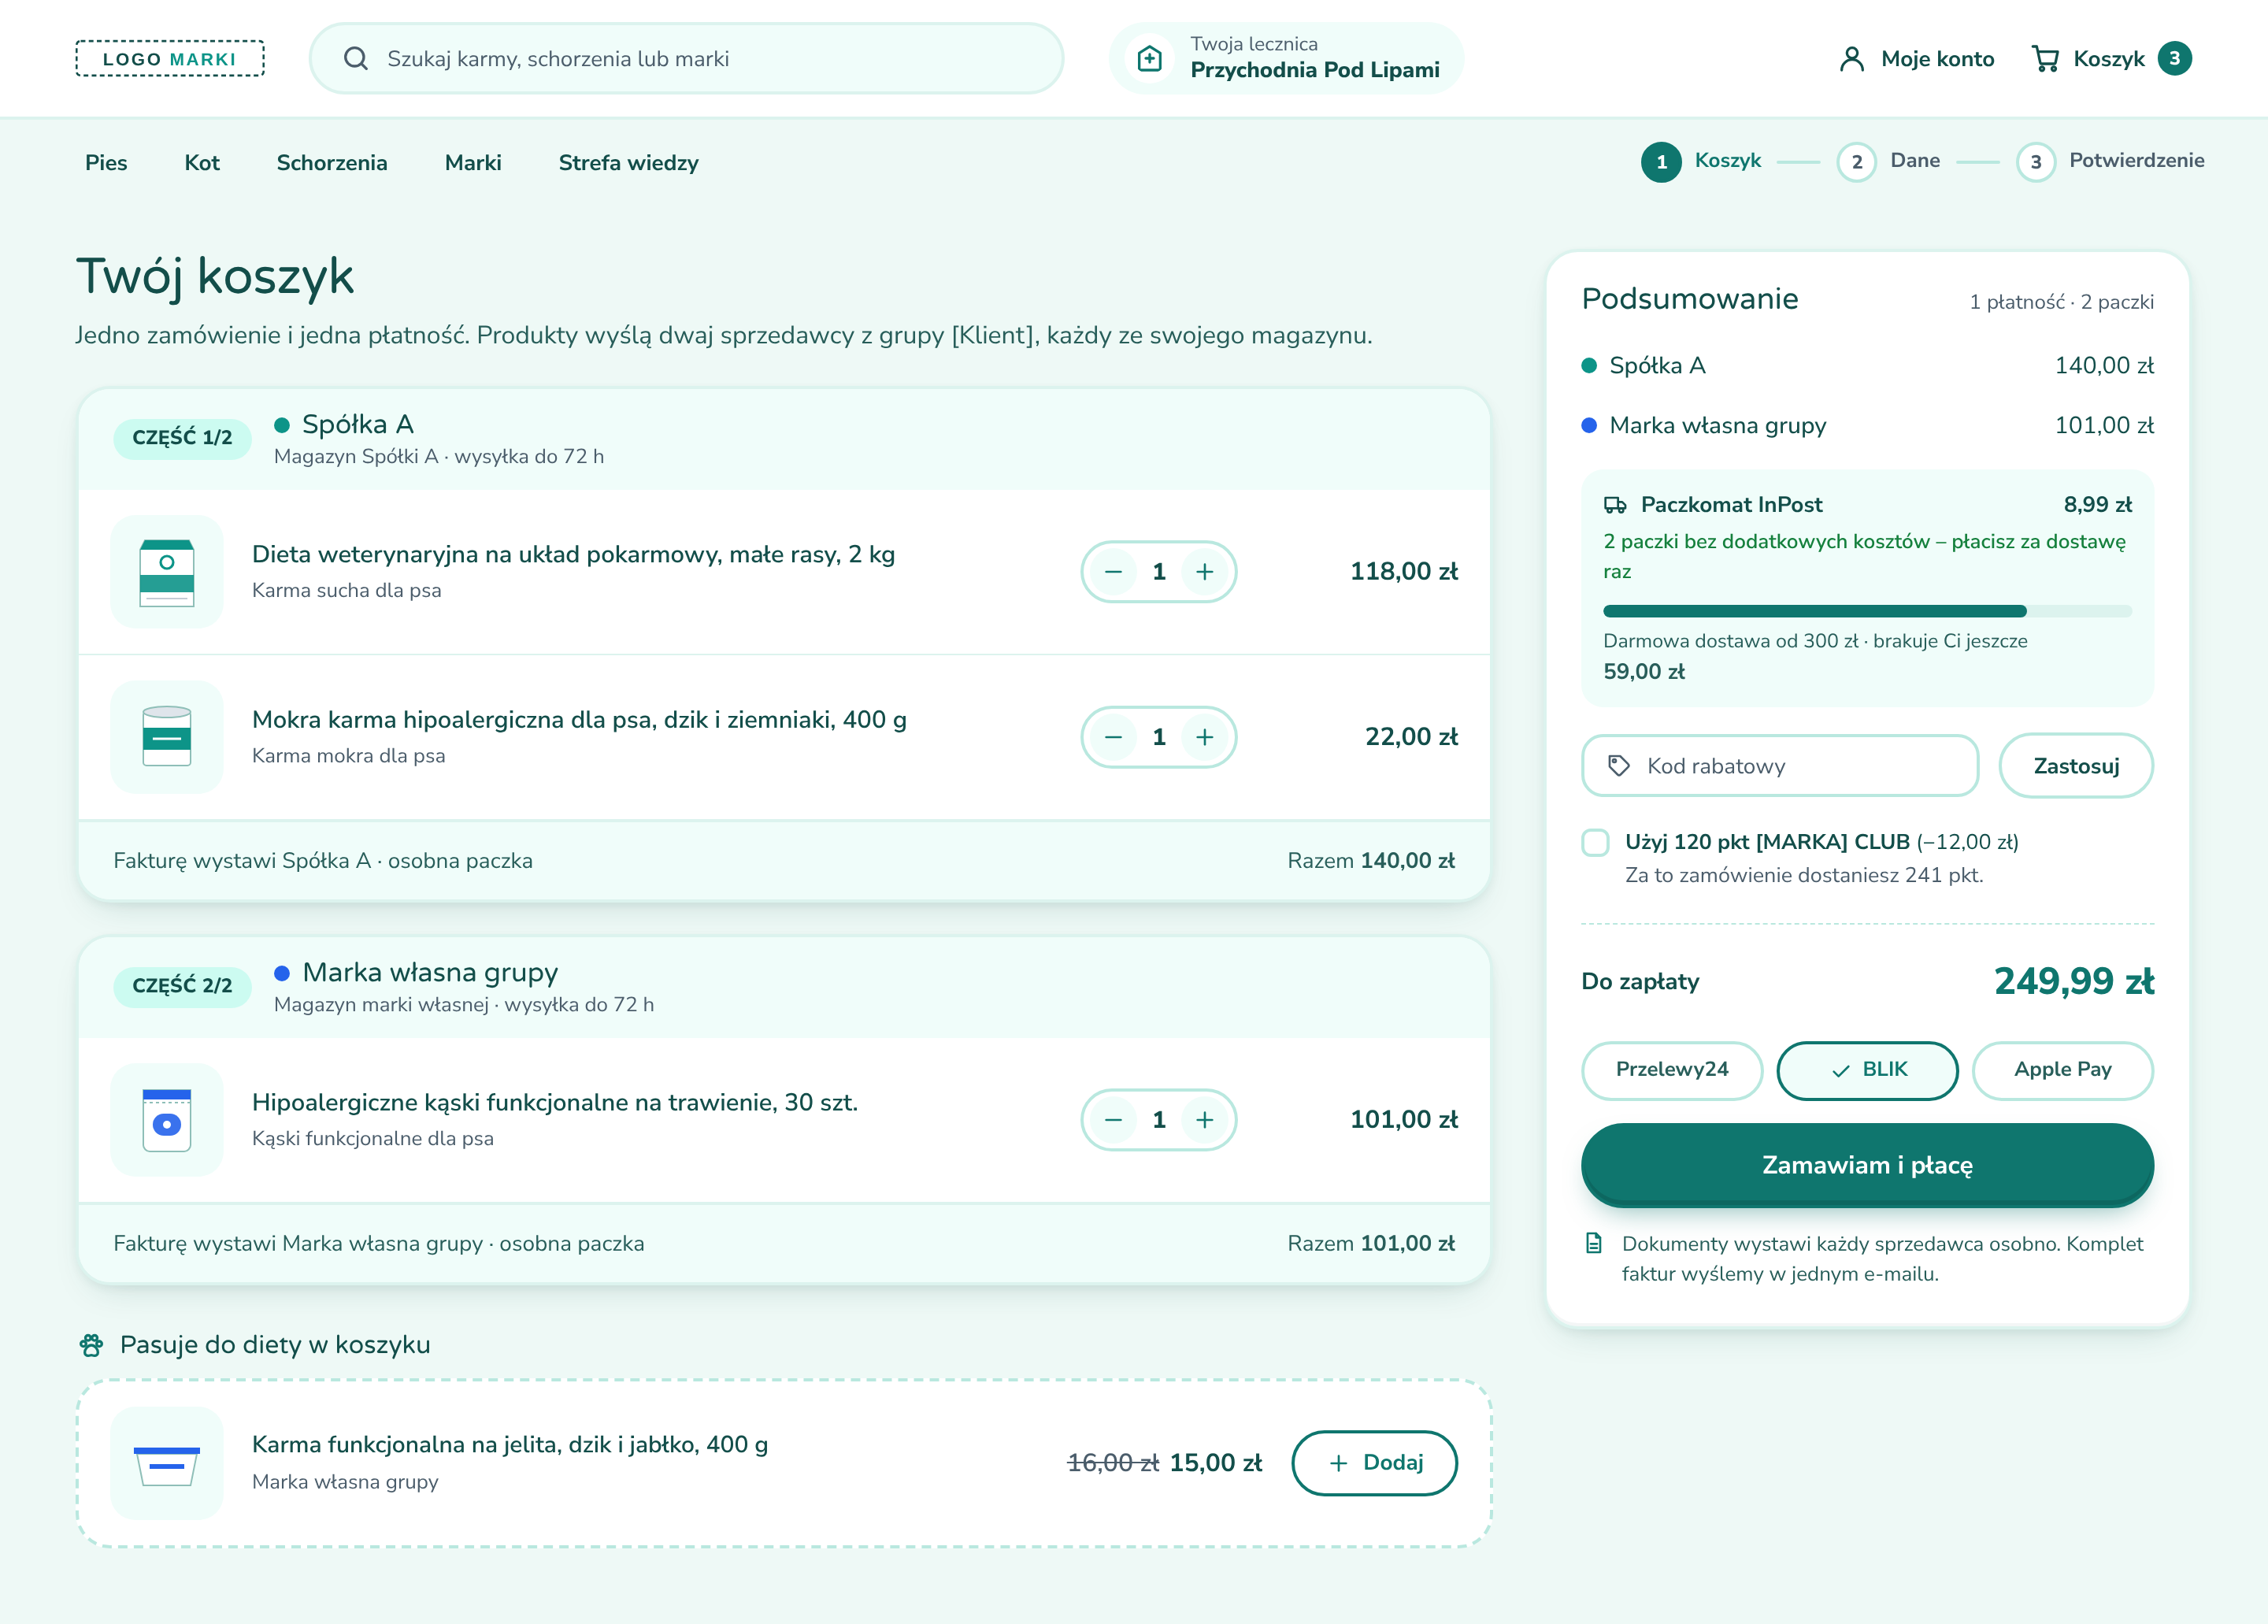 LOGO MARKI
Szukaj karmy, schorzenia lub marki
Twoja lecznica
Przychodnia Pod Lipami
Moje konto
Koszyk 3
Pies Kot Schorzenia Marki Strefa wiedzy
1 Koszyk 2 Dane 3 Potwierdzenie
Twój koszyk
Jedno zamówienie i jedna płatność. Produkty wyślą dwaj sprzedawcy z grupy [Klient], każdy ze swojego magazynu.
CZĘŚĆ 1/2
Spółka A
Magazyn Spółki A · wysyłka do 72 h
Dieta weterynaryjna na układ pokarmowy, małe rasy, 2 kg
Karma sucha dla psa
− 1 + 118,00 zł
Mokra karma hipoalergiczna dla psa, dzik i ziemniaki, 400 g
Karma mokra dla psa
− 1 + 22,00 zł
Fakturę wystawi Spółka A · osobna paczka
Razem 140,00 zł
CZĘŚĆ 2/2
Marka własna grupy
Magazyn marki własnej · wysyłka do 72 h
Hipoalergiczne kąski funkcjonalne na trawienie, 30 szt.
Kąski funkcjonalne dla psa
− 1 + 101,00 zł
Fakturę wystawi Marka własna grupy · osobna paczka
Razem 101,00 zł
Pasuje do diety w koszyku
Karma funkcjonalna na jelita, dzik i jabłko, 400 g
Marka własna grupy
16,00 zł 15,00 zł
+ Dodaj
Podsumowanie
1 płatność · 2 paczki
Spółka A 140,00 zł
Marka własna grupy 101,00 zł
Paczkomat InPost 8,99 zł
2 paczki bez dodatkowych kosztów – płacisz za dostawę
raz
Darmowa dostawa od 300 zł · brakuje Ci jeszcze
59,00 zł
Kod rabatowy
Zastosuj
Użyj 120 pkt [MARKA] CLUB (−12,00 zł)
Za to zamówienie dostaniesz 241 pkt.
Do zapłaty 249,99 zł
Przelewy24 BLIK Apple Pay
Zamawiam i płacę
Dokumenty wystawi każdy sprzedawca osobno. Komplet
faktur wyślemy w jednym e-mailu.